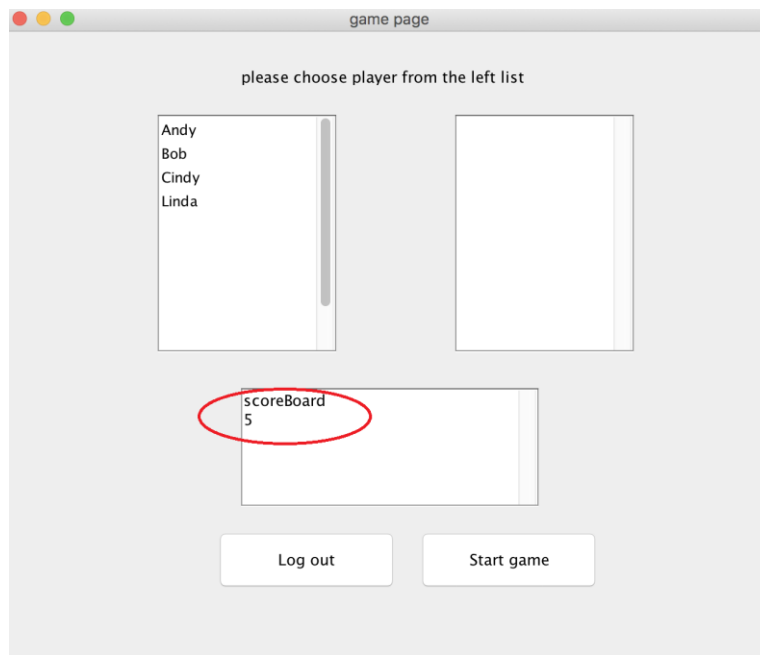 game page
please choose player from the left list
Andy
Bob
Cindy
Linda
scoreBoard
5
Log out
Start game